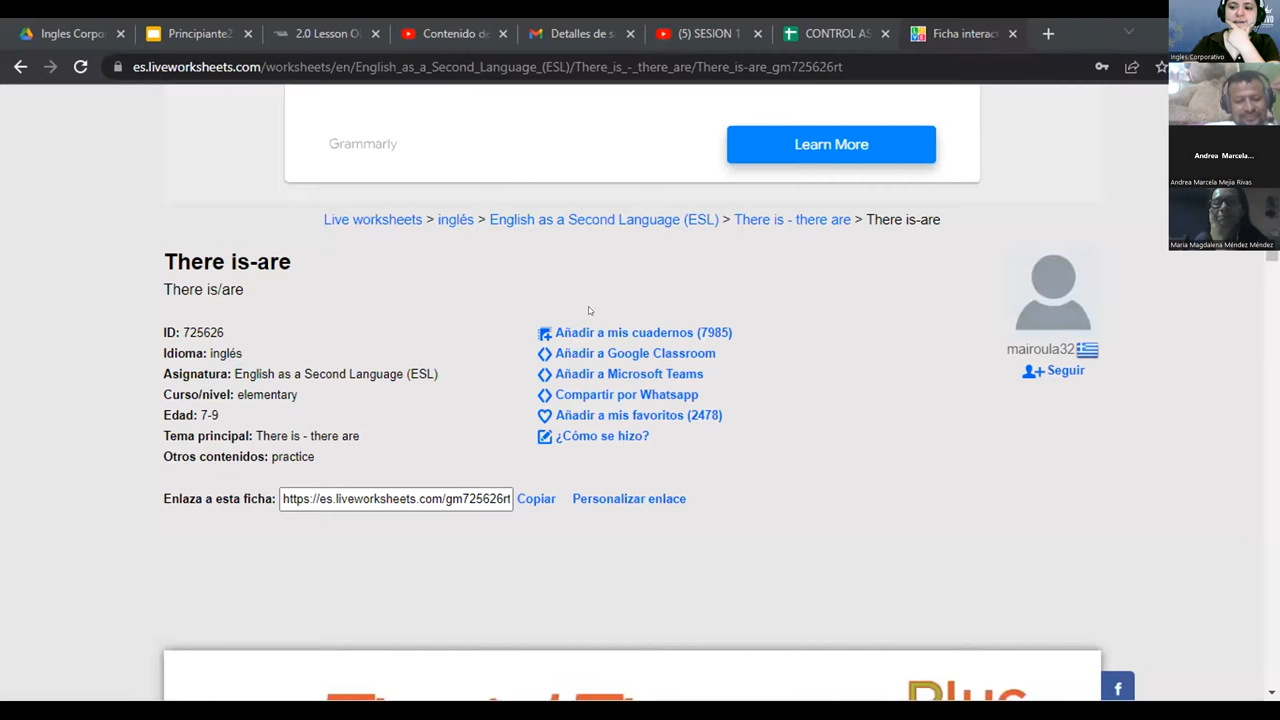 Ingles Corpo
Principiante2
2.0 Lesson O
Contenido de
Detalles de s
(5) SESION 1
CONTROL AS
Ficha interac
es.liveworksheets.com/worksheets/en/English_as_a_Second_Language_(ESL)/There_is_-_there_are/There_is-are_gm725626rt
Ingles Corporativo
Andrea Marcela...
Andrea Marcela Mejia Rivas
Maria Magdalena Méndez Méndez
Grammarly
Learn More
Live worksheets > inglés > English as a Second Language (ESL) > There is - there are > There is-are
There is-are
There is/are
ID: 725626
Idioma: inglés
Asignatura: English as a Second Language (ESL)
Curso/nivel: elementary
Edad: 7-9
Tema principal: There is - there are
Otros contenidos: practice
Añadir a mis cuadernos (7985)
Añadir a Google Classroom
Añadir a Microsoft Teams
Compartir por Whatsapp
Añadir a mis favoritos (2478)
¿Cómo se hizo?
mairoula32
Seguir
Enlaza a esta ficha: https://es.liveworksheets.com/gm725626rt Copiar Personalizar enlace
Plus